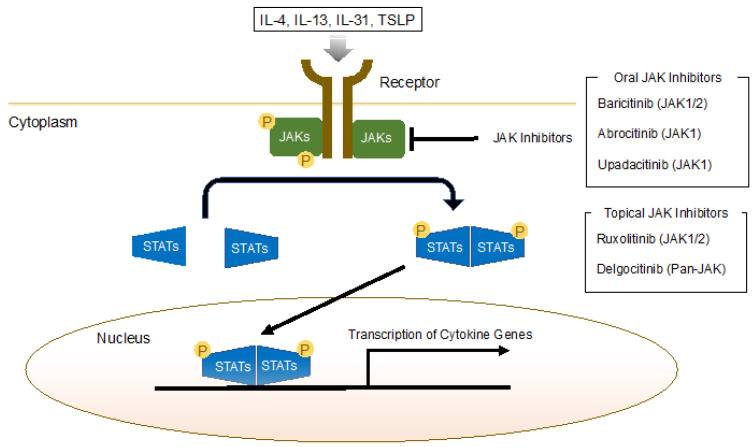 IL-4, IL-13, IL-31, TSLP
Receptor
Oral JAK Inhibitors
Baricitinib (JAK1/2)
Abrocitinib (JAK1)
Upadacitinib (JAK1)
Cytoplasm
P
JAKs
JAKs
P
JAK Inhibitors
Topical JAK Inhibitors
Ruxolitinib (JAK1/2)
Delgocitinib (Pan-JAK)
STATs
STATs
P
P
STATs
STATs
Nucleus
Transcription of Cytokine Genes
P
P
STATs
STATs